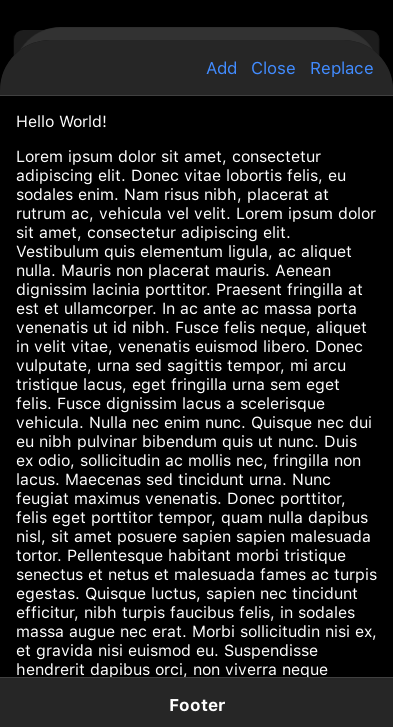 Add Close Replace
Hello World!
Lorem ipsum dolor sit amet, consectetur
adipiscing elit. Donec vitae lobortis felis, eu
sodales enim. Nam risus nibh, placerat at
rutrum ac, vehicula vel velit. Lorem ipsum dolor
sit amet, consectetur adipiscing elit.
Vestibulum quis elementum ligula, ac aliquet
nulla. Mauris non placerat mauris. Aenean
dignissim lacinia porttitor. Praesent fringilla at
est et ullamcorper. In ac ante ac massa porta
venenatis ut id nibh. Fusce felis neque, aliquet
in velit vitae, venenatis euismod libero. Donec
vulputate, urna sed sagittis tempor, mi arcu
tristique lacus, eget fringilla urna sem eget
felis. Fusce dignissim lacus a scelerisque
vehicula. Nulla nec enim nunc. Quisque nec dui
eu nibh pulvinar bibendum quis ut nunc. Duis
ex odio, sollicitudin ac mollis nec, fringilla non
lacus. Maecenas sed tincidunt urna. Nunc
feugiat maximus venenatis. Donec porttitor,
felis eget porttitor tempor, quam nulla dapibus
nisl, sit amet posuere sapien sapien malesuada
tortor. Pellentesque habitant morbi tristique
senectus et netus et malesuada fames ac turpis
egestas. Quisque luctus, sapien nec tincidunt
efficitur, nibh turpis faucibus felis, in sodales
massa augue nec erat. Morbi sollicitudin nisi ex,
et gravida nisi euismod eu. Suspendisse
hendrerit dapibus orci, non viverra neque
Footer